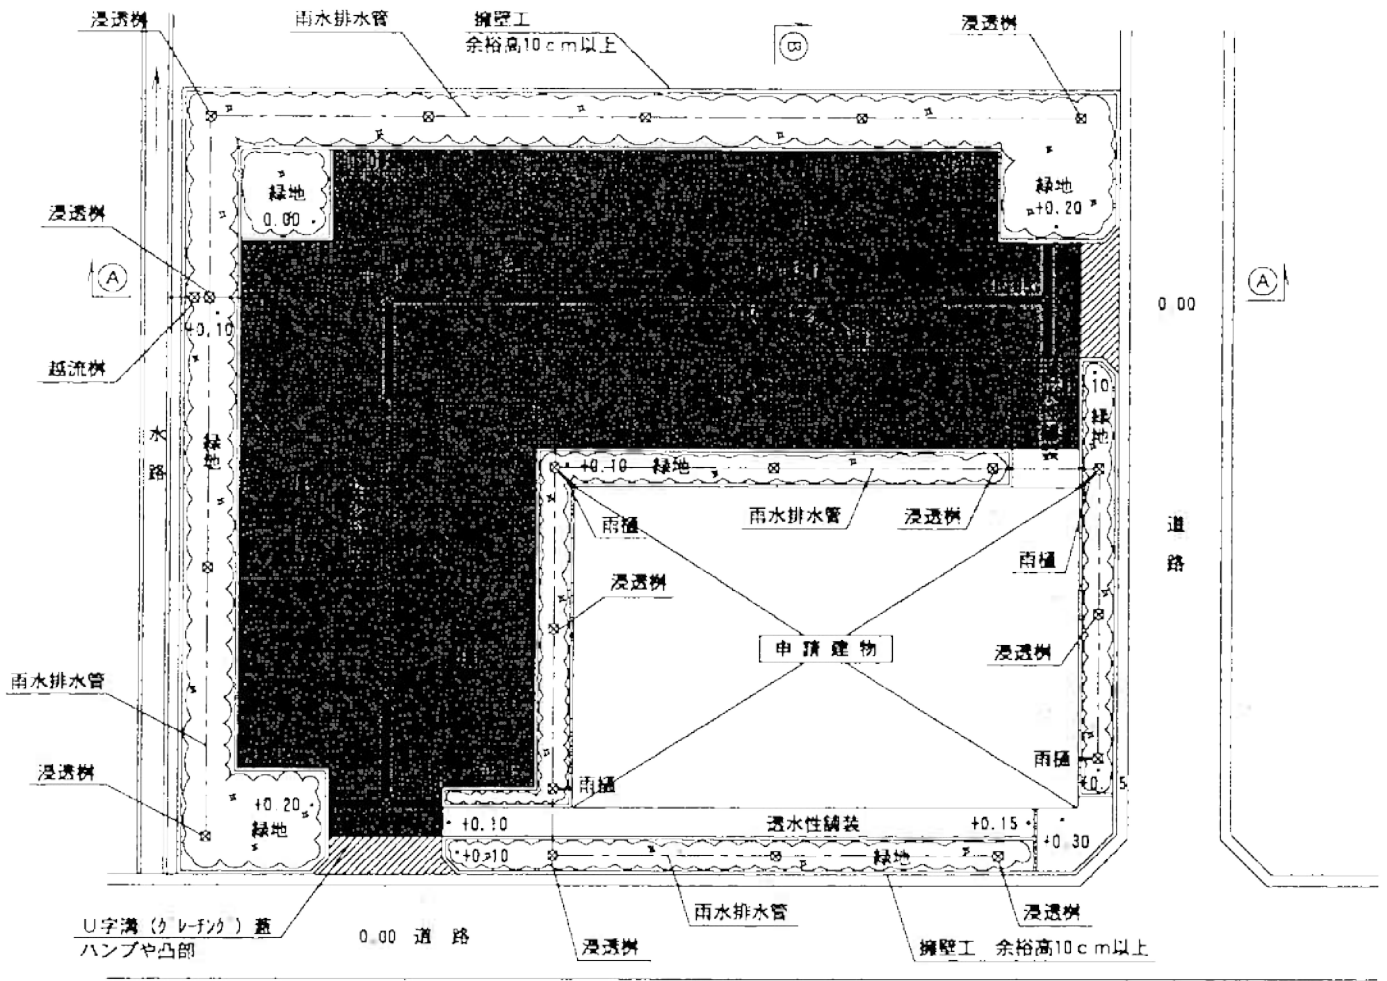 浸透桝
雨水排水管
擁壁工
余裕高10cm以上
浸透桝
B
緑地
0.00
緑地
+0.20
浸透桝
A
A
0.00
+0.10
越流桝
10
緑地
水路
緑地
+0.10 緑地
雨樋
雨水排水管
浸透桝
雨樋
道路
浸透桝
申請建物
浸透桝
雨水排水管
雨樋
雨樋
浸透桝
+0.20
緑地
+0.10
透水性舗装
+0.15
+0.30
+0.10
緑地
雨水排水管
浸透桝
U字溝(グレーチング)蓋
ハンプや凸部
0.00 道路
浸透桝
擁壁工 余裕高10cm以上